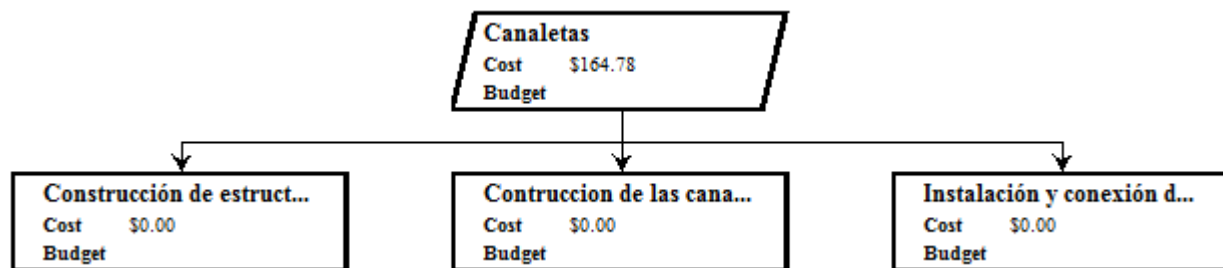 Canaletas
Cost $164.78
Budget
Construcción de estruct...
Cost $0.00
Budget
Contruccion de las cana...
Cost $0.00
Budget
Instalación y conexión d...
Cost $0.00
Budget